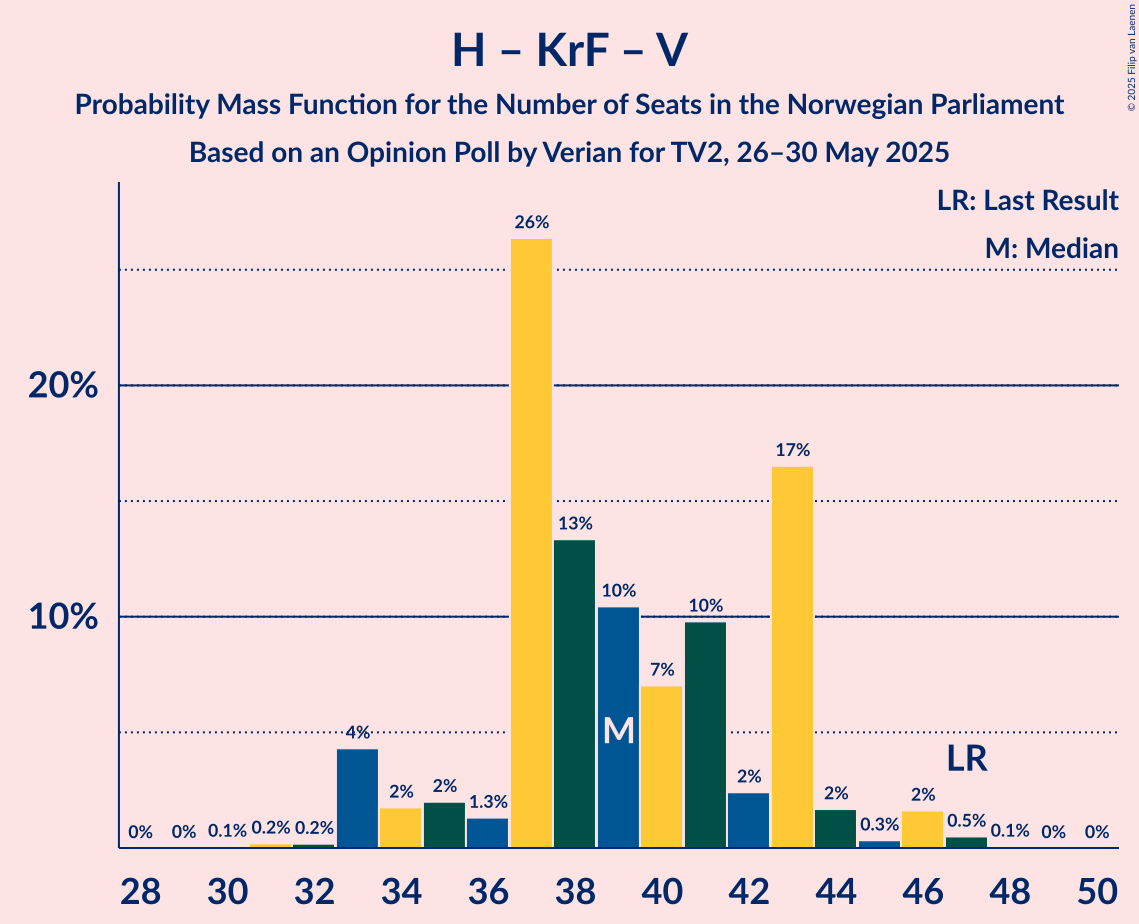 H – KrF – V
Probability Mass Function for the Number of Seats in the Norwegian Parliament
Based on an Opinion Poll by Verian for TV2, 26–30 May 2025
© 2025 Filip van Laenen
LR: Last Result
M: Median
20%
10%
0%
0%
0.1%
0.2%
0.2%
4%
2%
2%
1.3%
26%
13%
10%
7%
10%
2%
17%
2%
0.3%
2%
0.5%
0.1%
0%
0%
M
LR
28 30 32 34 36 38 40 42 44 46 48 50